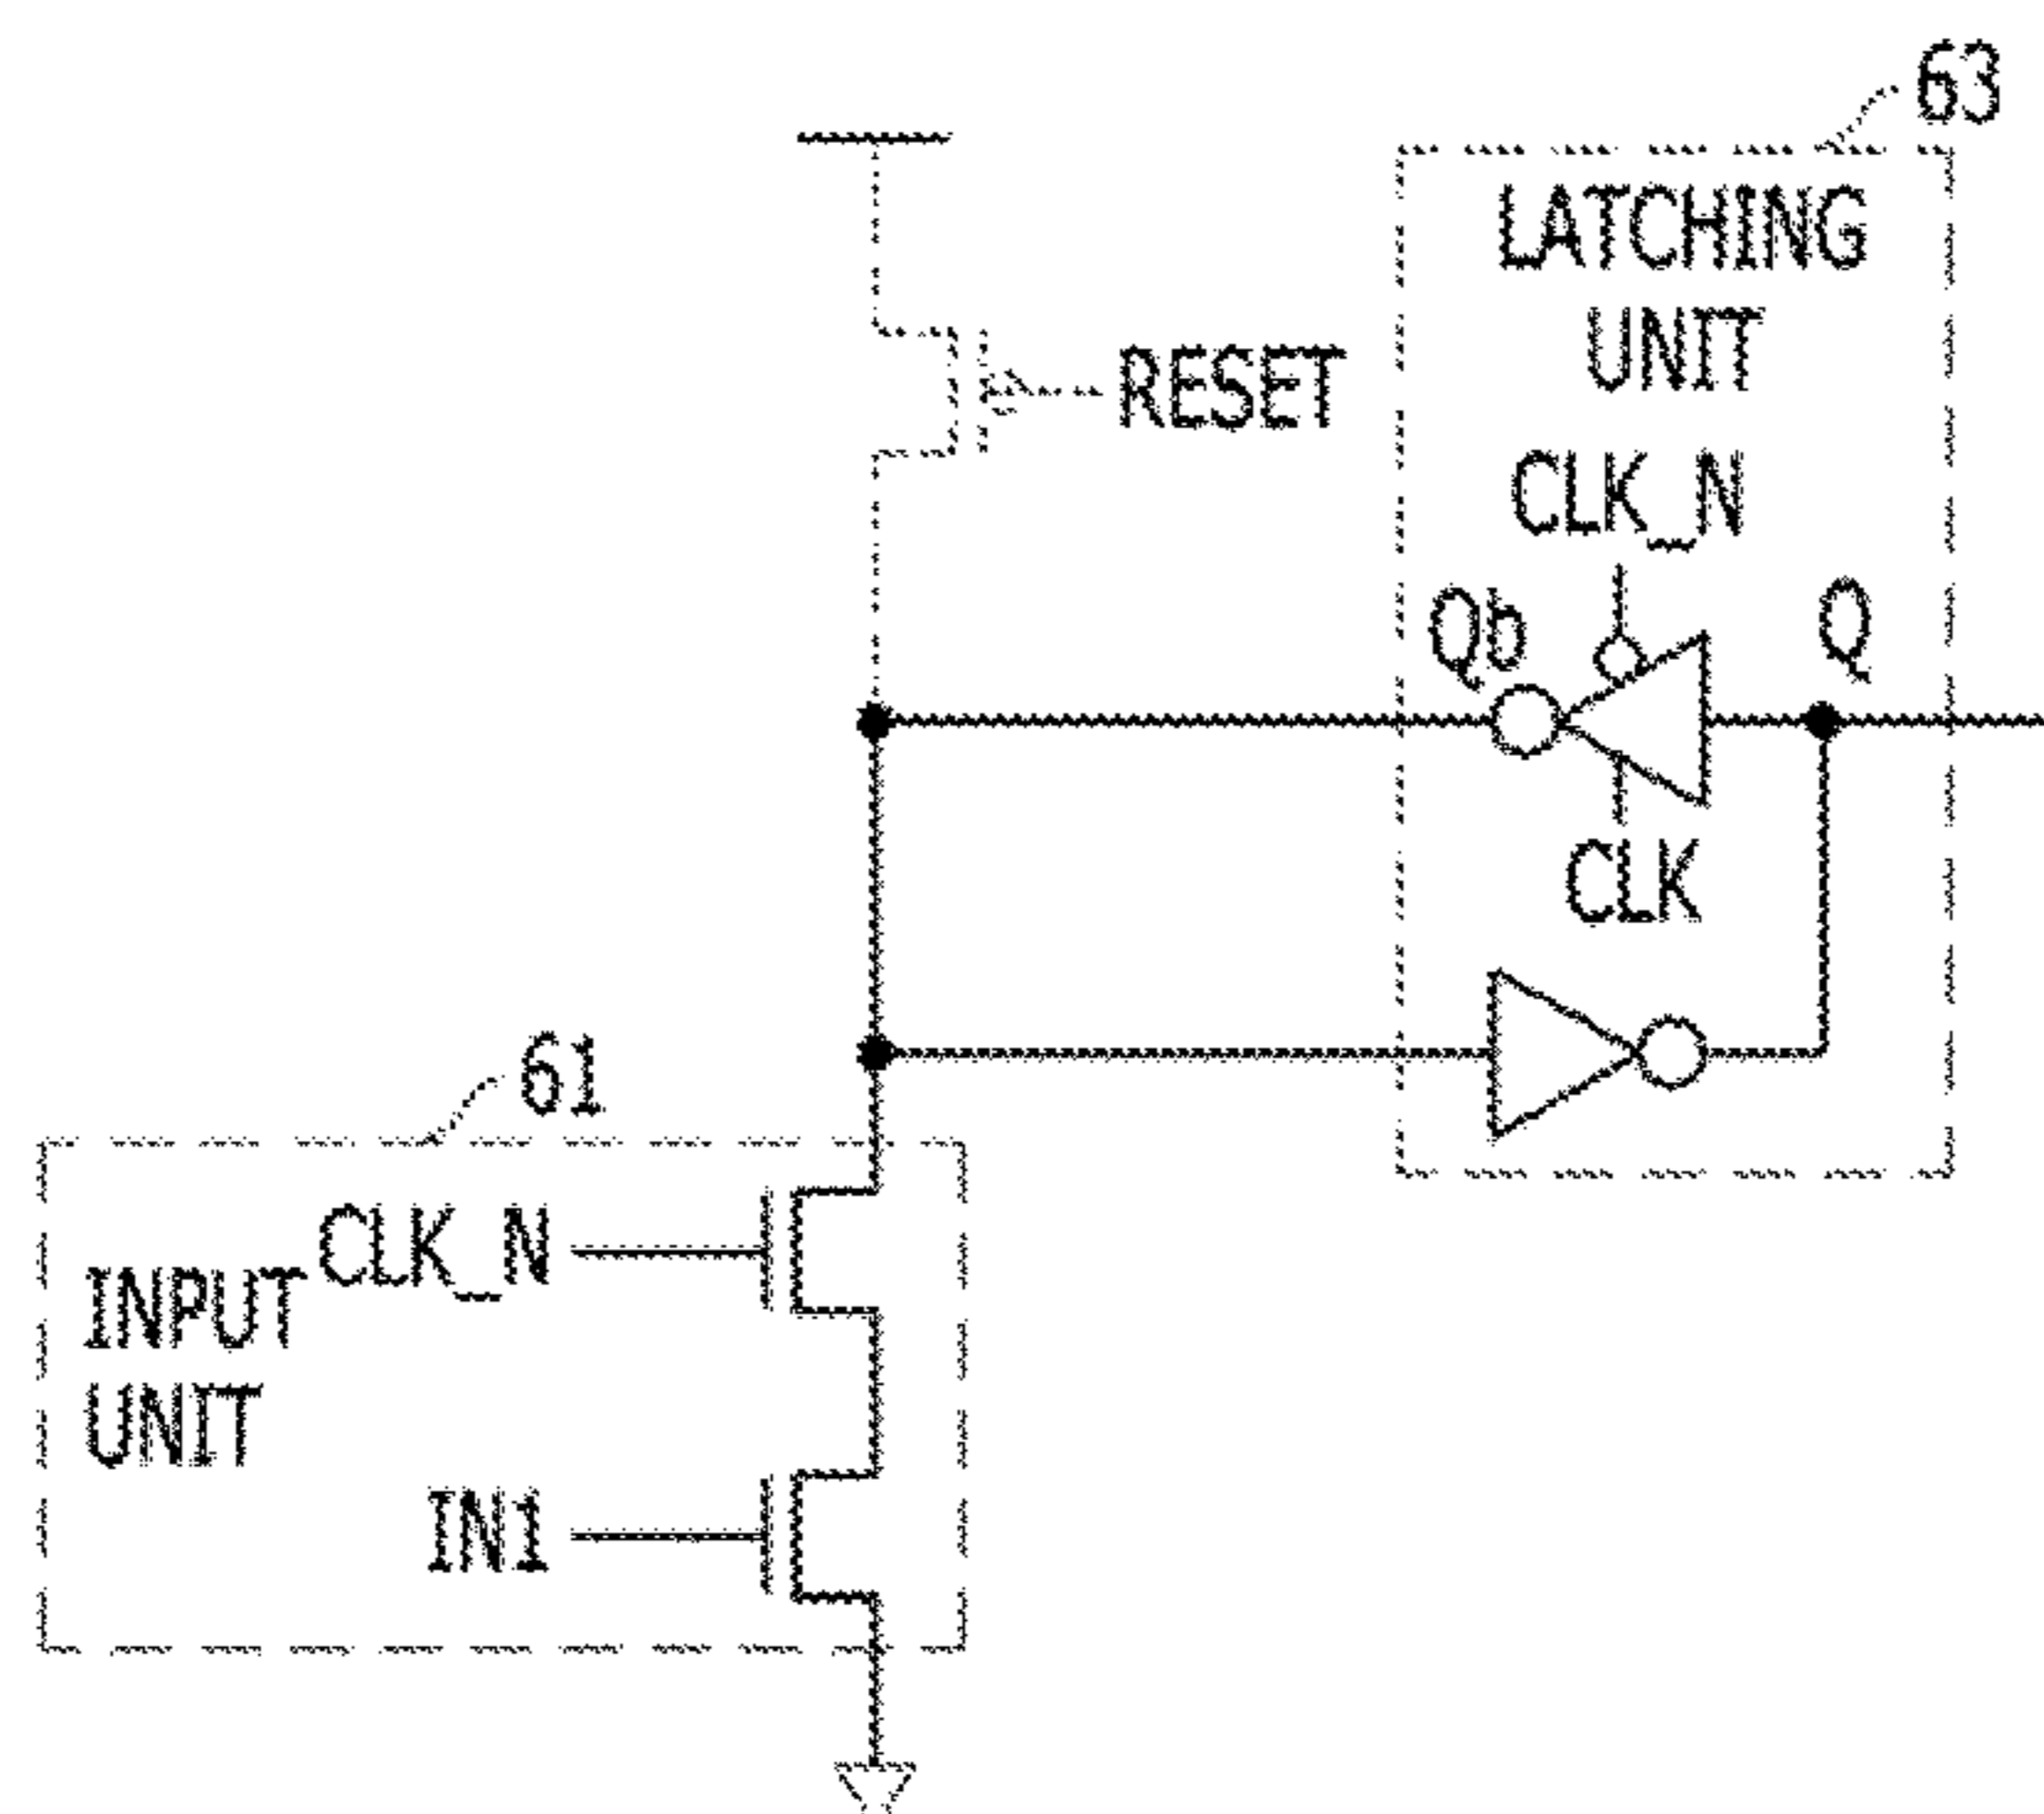 63
LATCHING
UNIT
RESET
CLK_N
Qb
Q
CLK
61
CLK_N
INPUT
UNIT
IN1